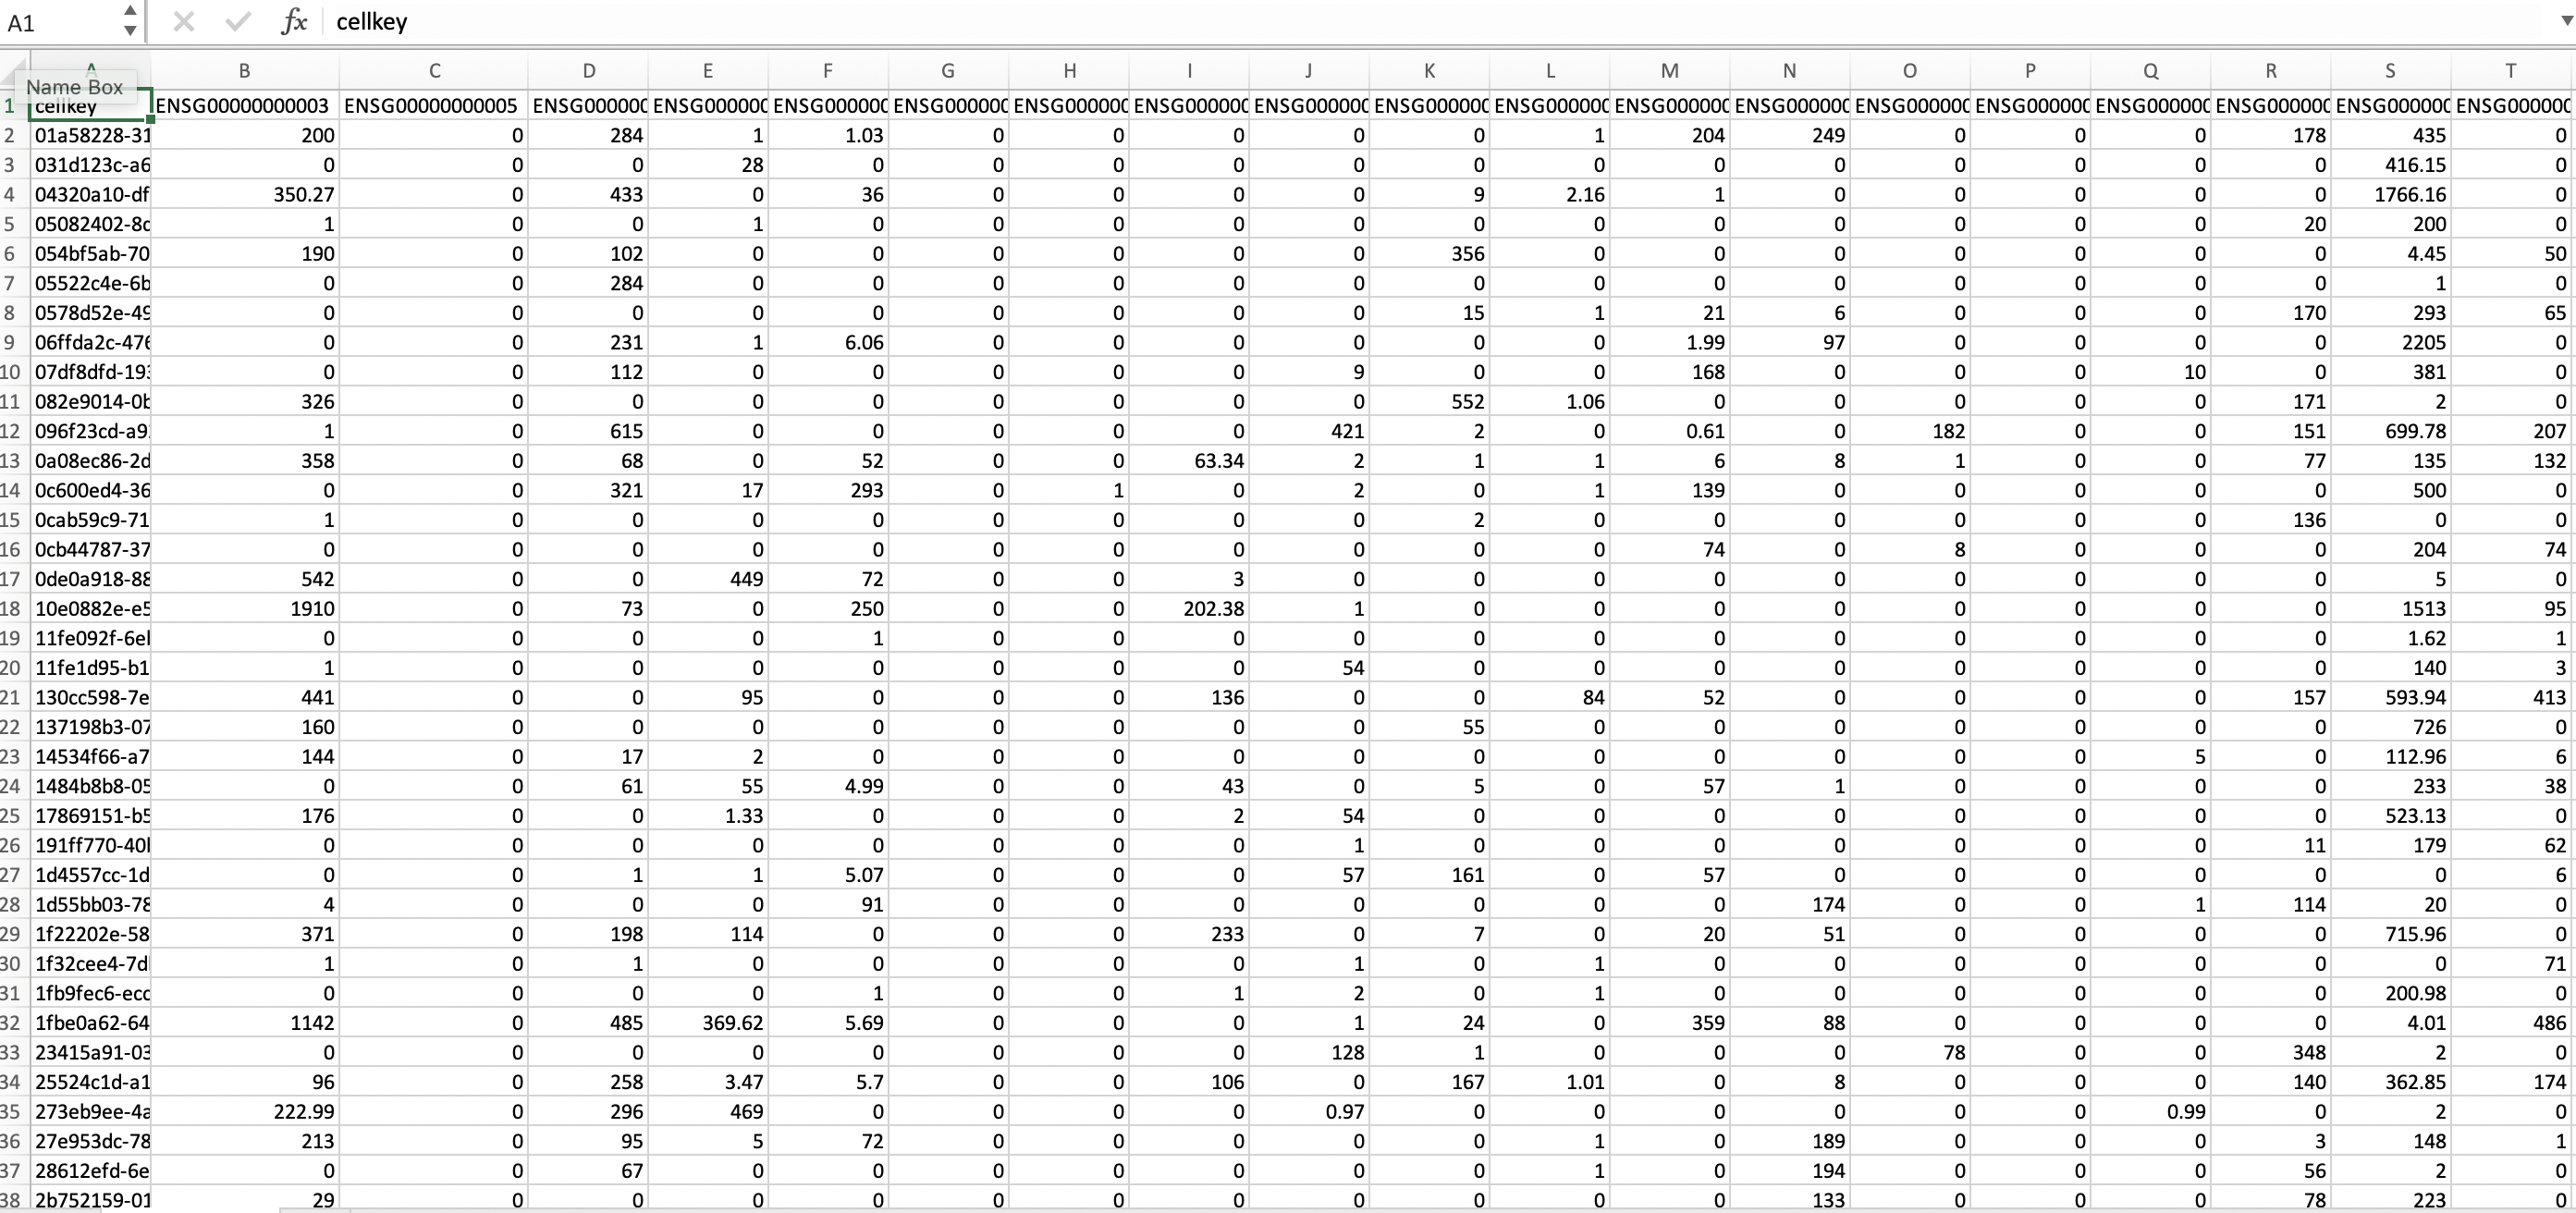 A1 fx cellkey
A B C D E F G H I J K L M N O P Q R S T
Name Box
1 cellkey ENSG00000000003 ENSG00000000005 ENSG000000 ENSG000000 ENSG000000 ENSG000000 ENSG000000 ENSG000000 ENSG000000 ENSG000000 ENSG000000 ENSG000000 ENSG000000 ENSG000000 ENSG000000 ENSG000000 ENSG000000 ENSG000000 ENSG000000
2 01a58228-31 200 0 284 1 1.03 0 0 0 0 0 1 204 249 0 0 0 178 435 0
3 031d123c-a6 0 0 0 28 0 0 0 0 0 0 0 0 0 0 0 0 0 416.15 0
4 04320a10-df 350.27 0 433 0 36 0 0 0 0 9 2.16 1 0 0 0 0 0 1766.16 0
5 05082402-8c 1 0 0 1 0 0 0 0 0 0 0 0 0 0 0 0 20 200 0
6 054bf5ab-70 190 0 102 0 0 0 0 0 0 356 0 0 0 0 0 0 0 4.45 50
7 05522c4e-6b 0 0 284 0 0 0 0 0 0 0 0 0 0 0 0 0 0 1 0
8 0578d52e-49 0 0 0 0 0 0 0 0 0 15 1 21 6 0 0 0 170 293 65
9 06ffda2c-476 0 0 231 1 6.06 0 0 0 0 0 0 1.99 97 0 0 0 0 2205 0
10 07df8dfd-193 0 0 112 0 0 0 0 0 9 0 0 168 0 0 0 10 0 381 0
11 082e9014-0b 326 0 0 0 0 0 0 0 0 552 1.06 0 0 0 0 0 171 2 0
12 096f23cd-a9 1 0 615 0 0 0 0 0 421 2 0 0.61 0 182 0 0 151 699.78 207
13 0a08ec86-2d 358 0 68 0 52 0 0 63.34 2 1 1 6 8 1 0 0 77 135 132
14 0c600ed4-36 0 0 321 17 293 0 1 0 2 0 1 139 0 0 0 0 0 500 0
15 0cab59c9-71 1 0 0 0 0 0 0 0 0 2 0 0 0 0 0 0 136 0 0
16 0cb44787-37 0 0 0 0 0 0 0 0 0 0 0 74 0 8 0 0 0 204 74
17 0de0a918-88 542 0 0 449 72 0 0 3 0 0 0 0 0 0 0 0 0 5 0
18 10e0882e-e5 1910 0 73 0 250 0 0 202.38 1 0 0 0 0 0 0 0 0 1513 95
19 11fe092f-6e 0 0 0 0 1 0 0 0 0 0 0 0 0 0 0 0 0 1.62 1
20 11fe1d95-b1 1 0 0 0 0 0 0 0 54 0 0 0 0 0 0 0 0 140 3
21 130cc598-7e 441 0 0 95 0 0 0 136 0 0 84 52 0 0 0 0 157 593.94 413
22 137198b3-07 160 0 0 0 0 0 0 0 0 55 0 0 0 0 0 0 0 726 0
23 14534f66-a7 144 0 17 2 0 0 0 0 0 0 0 0 0 0 0 5 0 112.96 6
24 1484b8b8-05 0 0 61 55 4.99 0 0 43 0 5 0 57 1 0 0 0 0 233 38
25 17869151-b5 176 0 0 1.33 0 0 0 2 54 0 0 0 0 0 0 0 0 523.13 0
26 191ff770-40 0 0 0 0 0 0 0 0 1 0 0 0 0 0 0 0 11 179 62
27 1d4557cc-1d 0 0 1 1 5.07 0 0 0 57 161 0 57 0 0 0 0 0 0 6
28 1d55bb03-78 4 0 0 0 91 0 0 0 0 0 0 0 174 0 0 1 114 20 0
29 1f22202e-58 371 0 198 114 0 0 0 233 0 7 0 20 51 0 0 0 0 715.96 0
30 1f32cee4-7d 1 0 1 0 0 0 0 0 1 0 1 0 0 0 0 0 0 0 71
31 1fb9fec6-ecc 0 0 0 0 1 0 0 1 2 0 1 0 0 0 0 0 0 200.98 0
32 1fbe0a62-64 1142 0 485 369.62 5.69 0 0 0 1 24 0 359 88 0 0 0 0 4.01 486
33 23415a91-03 0 0 0 0 0 0 0 0 128 1 0 0 0 78 0 0 348 2 0
34 25524c1d-a1 96 0 258 3.47 5.7 0 0 106 0 167 1.01 0 8 0 0 0 140 362.85 174
35 273eb9ee-4a 222.99 0 296 469 0 0 0 0 0.97 0 0 0 0 0 0 0.99 0 2 0
36 27e953dc-78 213 0 95 5 72 0 0 0 0 0 1 0 189 0 0 0 3 148 1
37 28612efd-6e 0 0 67 0 0 0 0 0 0 0 1 0 194 0 0 0 56 2 0
38 2b752159-01 29 0 0 0 0 0 0 0 0 0 0 0 133 0 0 0 78 223 0